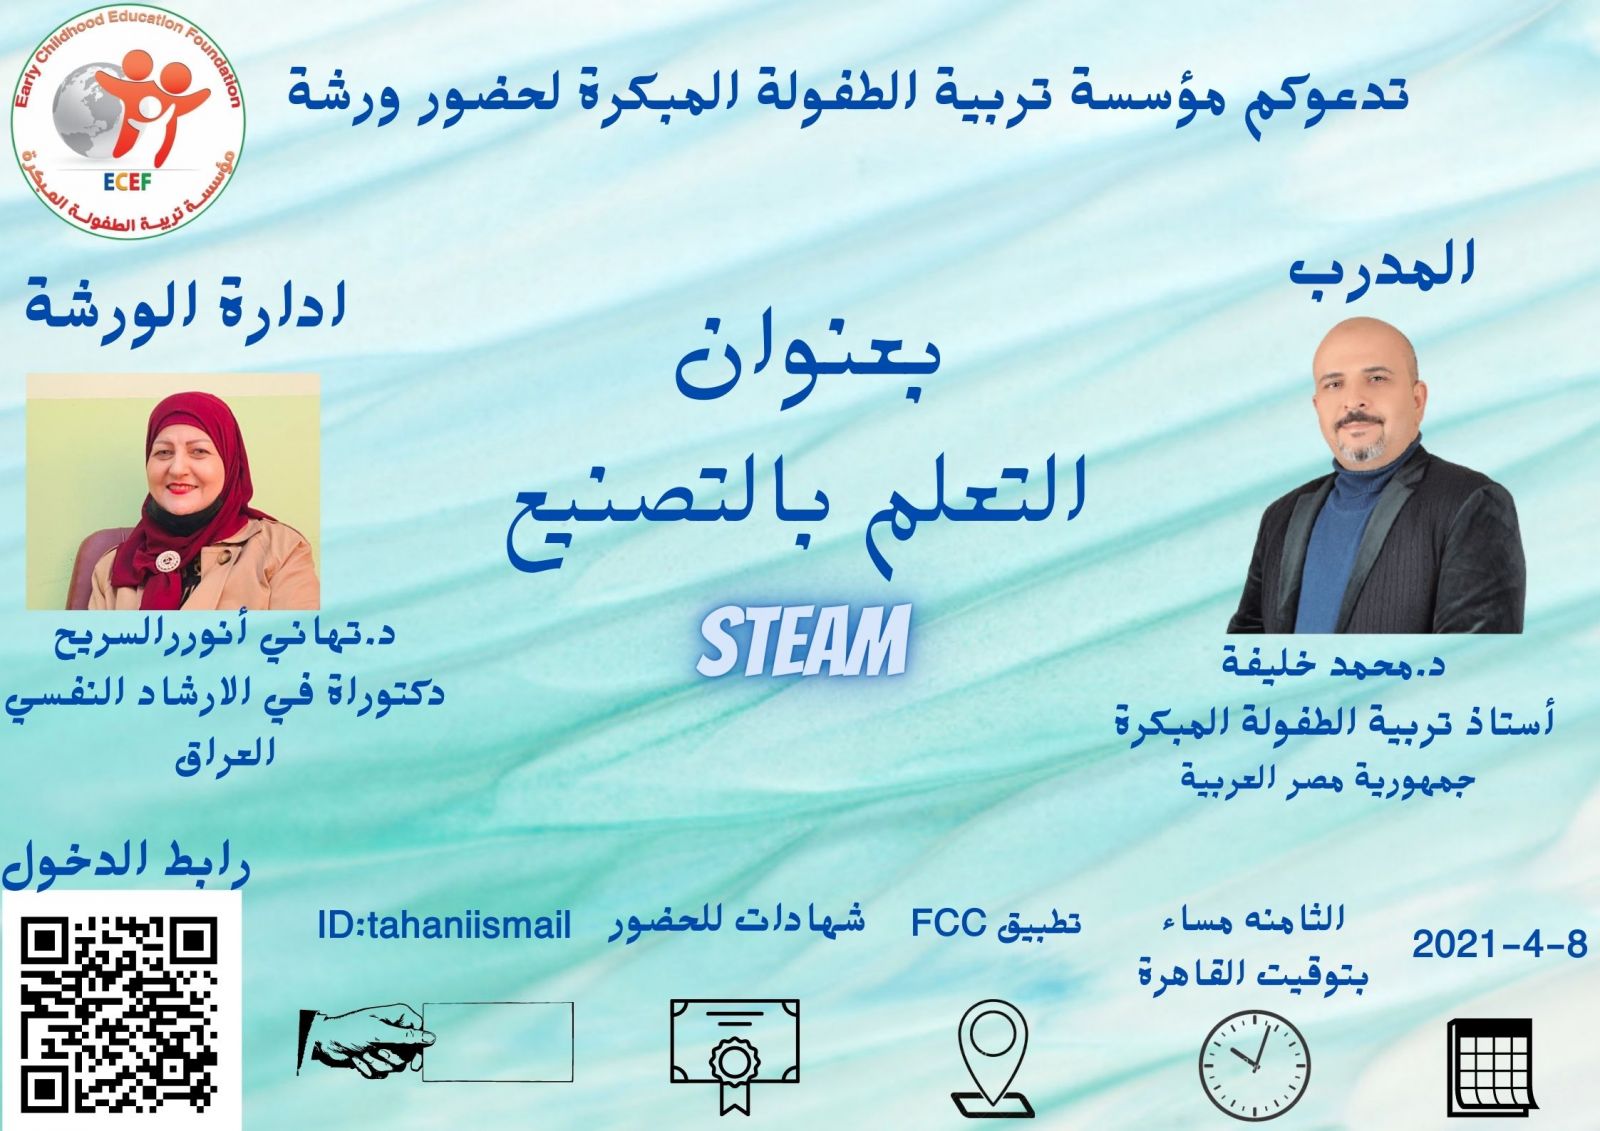 Early Childhood Education Foundation
ECEF
مؤسسة تربية الطفولة المبكرة
تدعوكم مؤسسة تربية الطفولة المبكرة لحضور ورشة
المدرب
ادارة الورشة
بعنوان
التعلم بالتصنيع
STEAM
د.محمد خليفة
أستاذ تربية الطفولة المبكرة
جمهورية مصر العربية
د.تهاني أنوررالسريح
دكتوراة في الارشاد النفسي
العراق
رابط الدخول
2021-4-8
الثامنه مساء
بتوقيت القاهرة
تطبيق FCC
شهادات للحضور
ID:tahaniismail